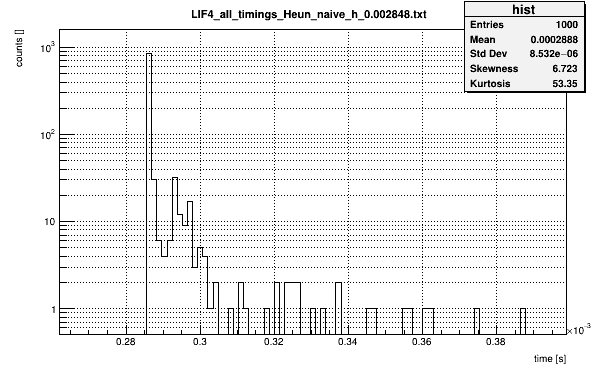 LIF4_all_timings_Heun_naive_h_0.002848.txt
hist
Entries 1000
Mean 0.0002888
Std Dev 8.532e−06
Skewness 6.723
Kurtosis 53.35
counts []
10³
10²
10
1
0.28 0.3 0.32 0.34 0.36 0.38
×10⁻³
time [s]